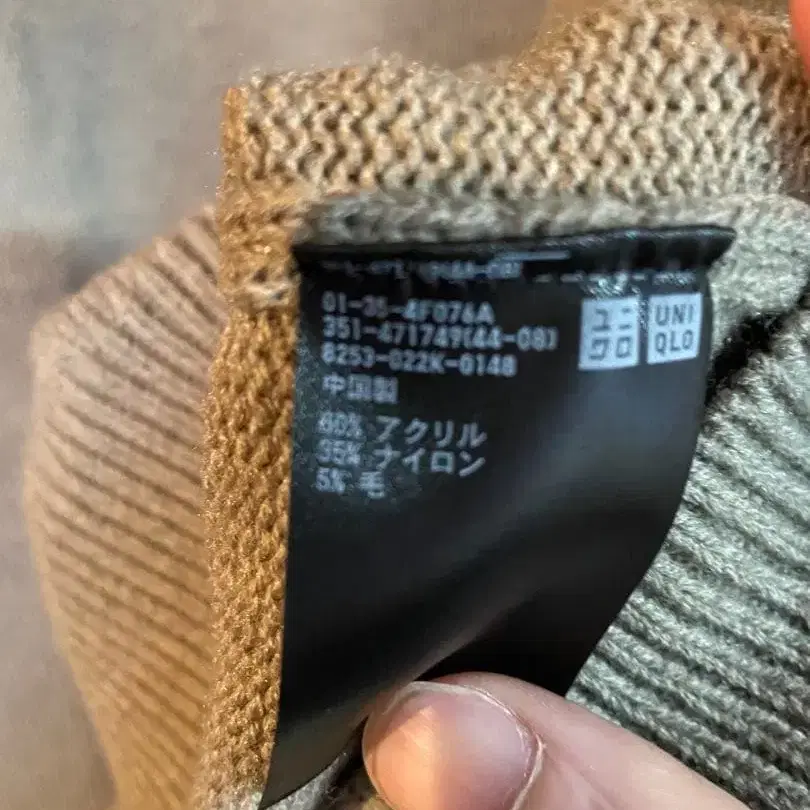 01-35-4F076A
351-471749(44-08)
8253-022K-0148
中国製
60% アクリル
35% ナイロン
5% 毛
ユニ
クロ
UNI
QLO